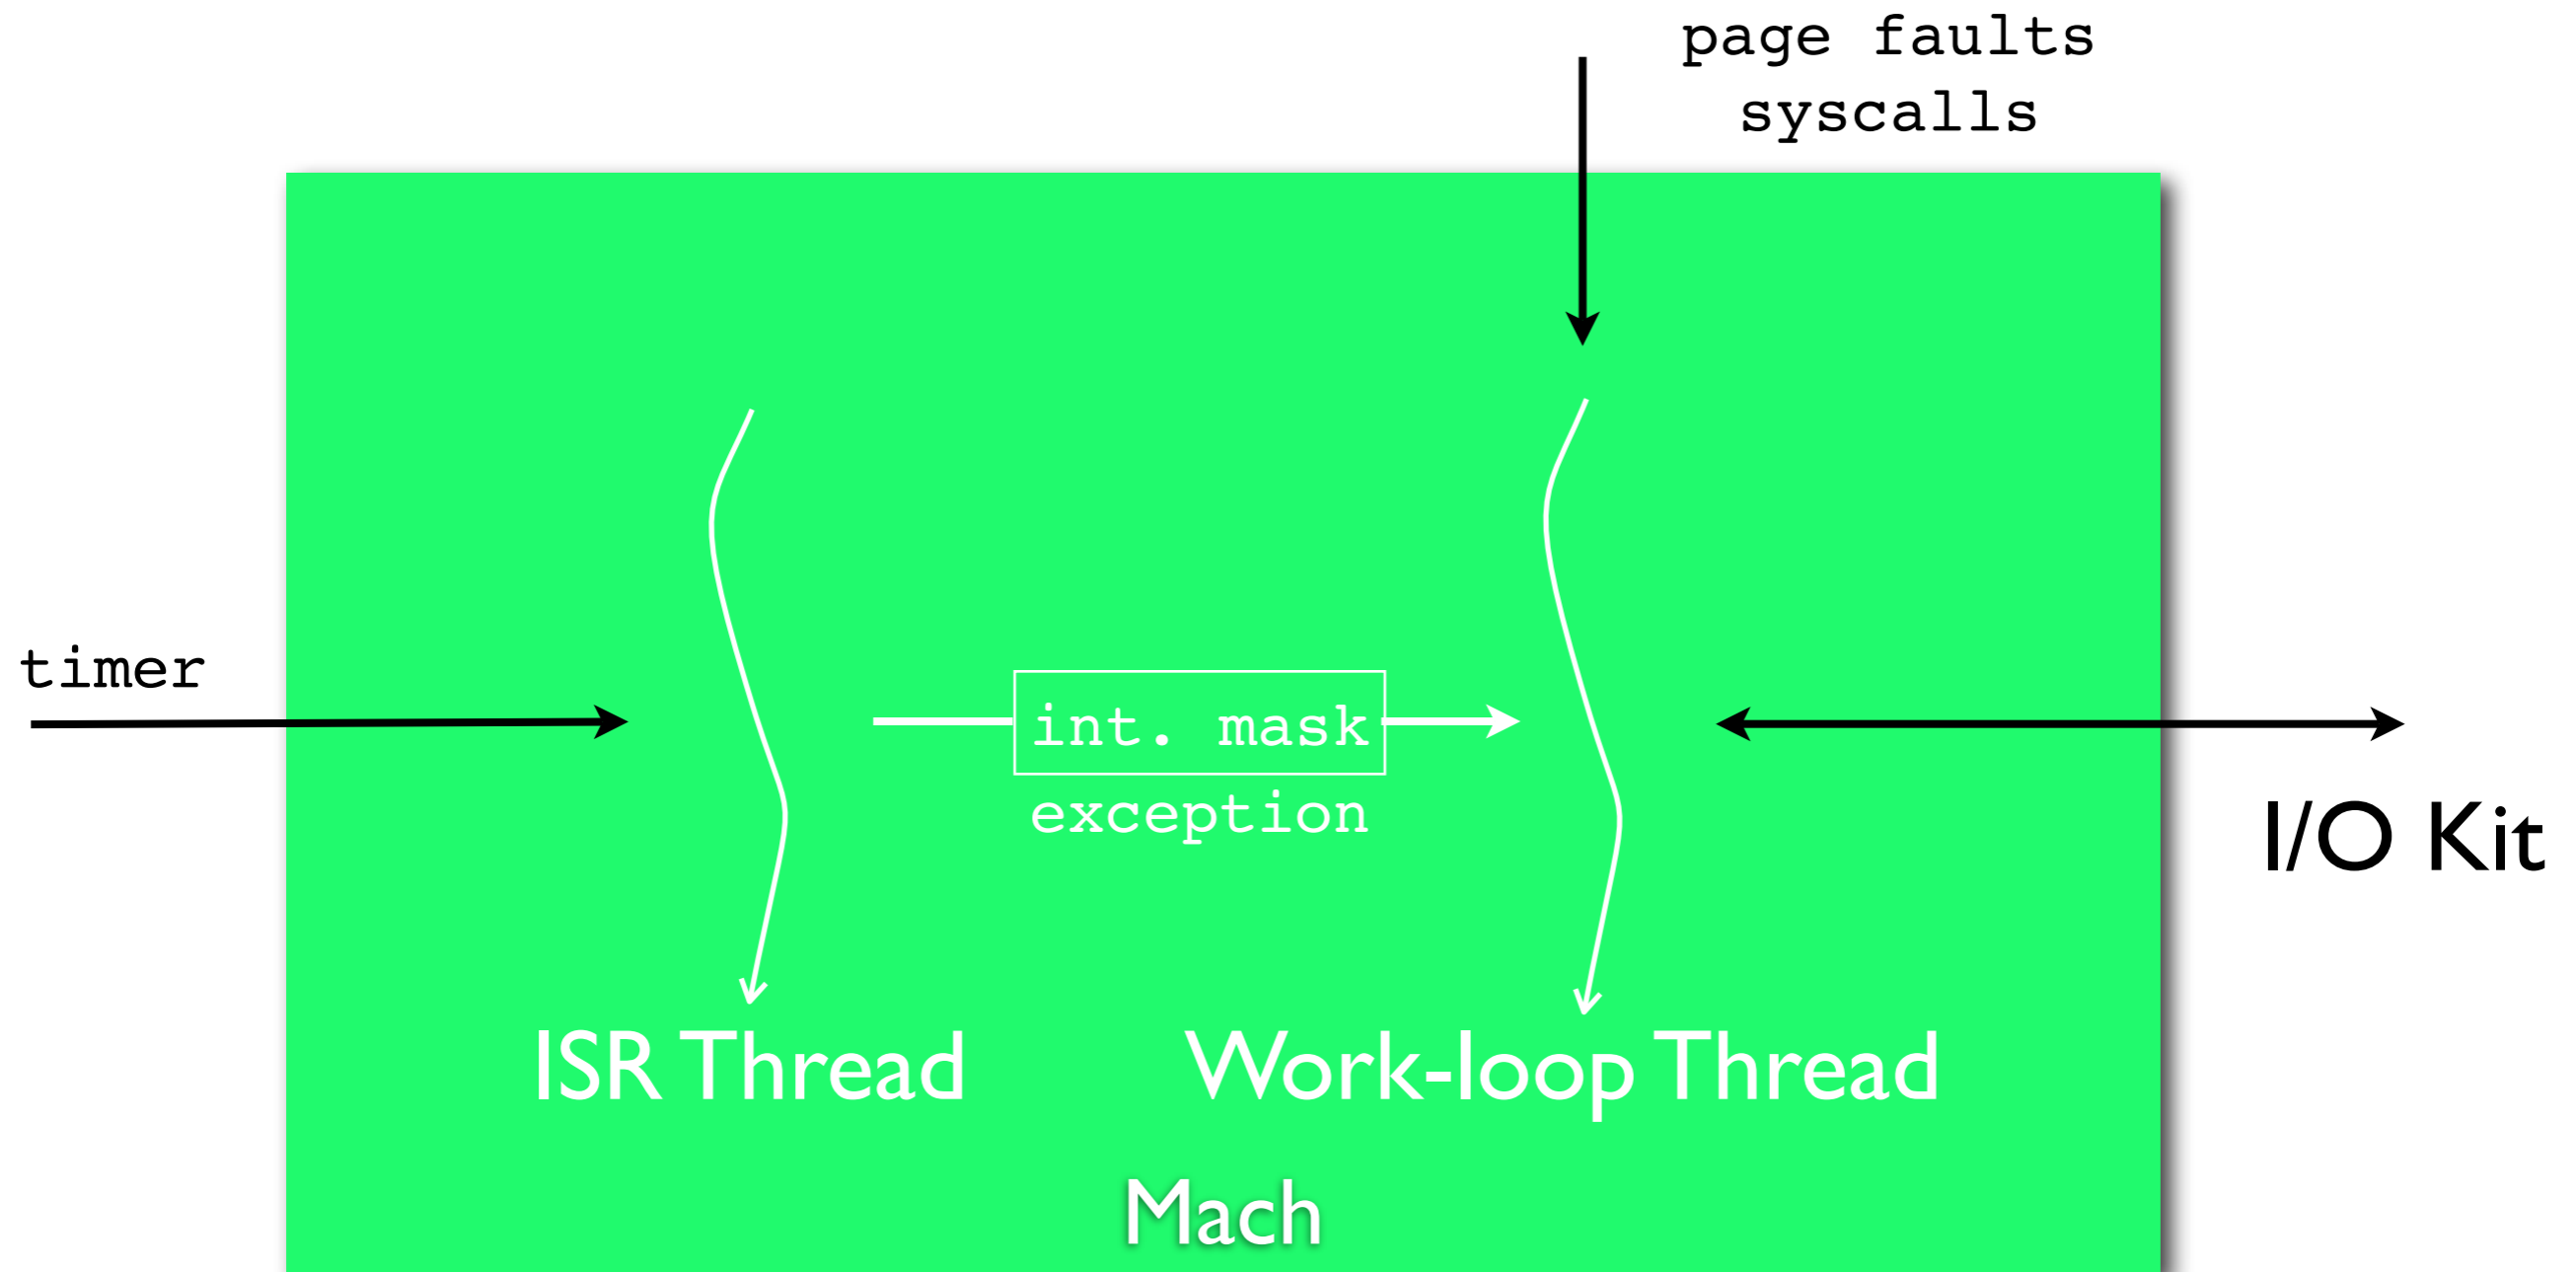 page faults
syscalls
timer
int. mask
exception
I/O Kit
ISR Thread
Work-loop Thread
Mach